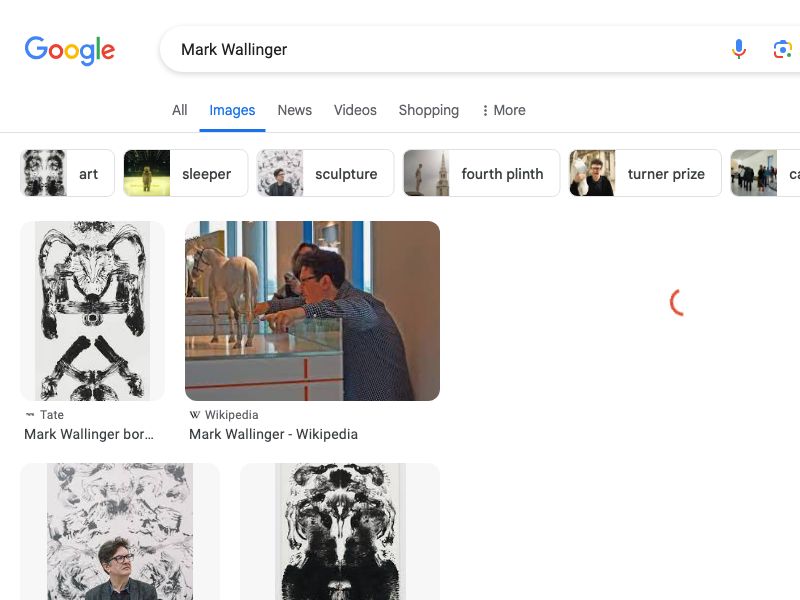 Google
Mark Wallinger
All Images News Videos Shopping More
art sleeper sculpture fourth plinth turner prize ca
Tate
Mark Wallinger bor...
Wikipedia
Mark Wallinger - Wikipedia